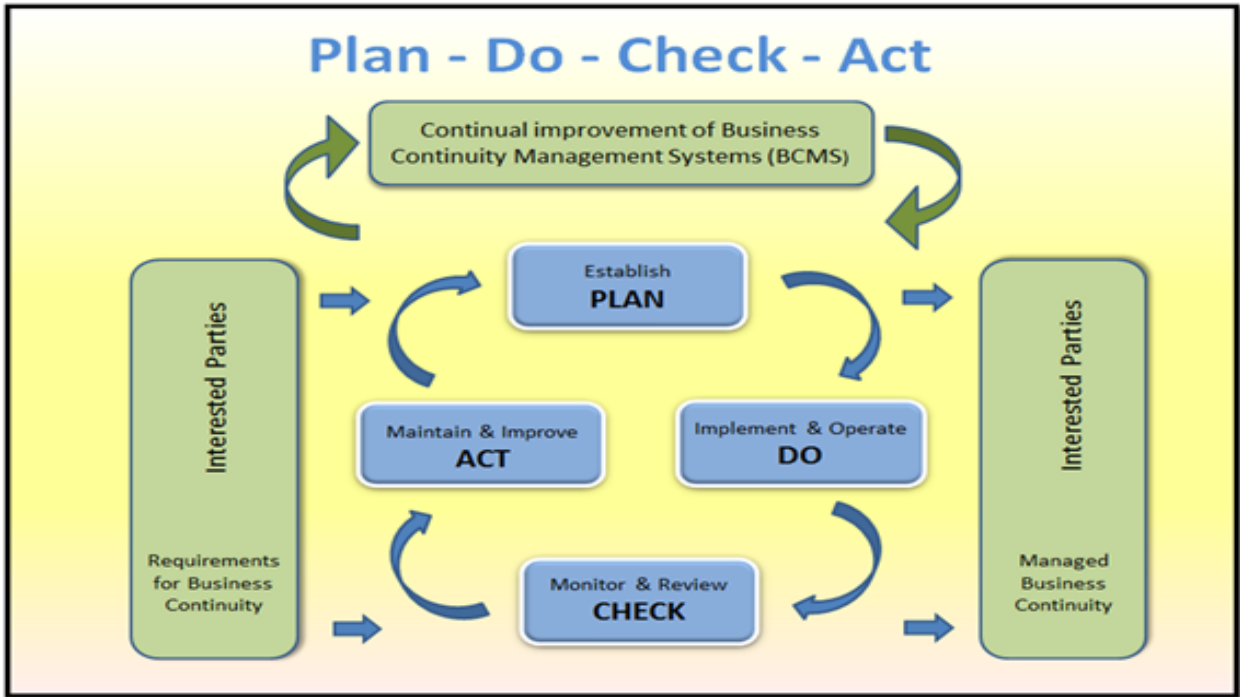 Plan - Do - Check - Act
Continual improvement of Business
Continuity Management Systems (BCMS)
Interested Parties
Requirements
for Business
Continuity
Establish
PLAN
Maintain & Improve
ACT
Implement & Operate
DO
Monitor & Review
CHECK
Interested Parties
Managed
Business
Continuity